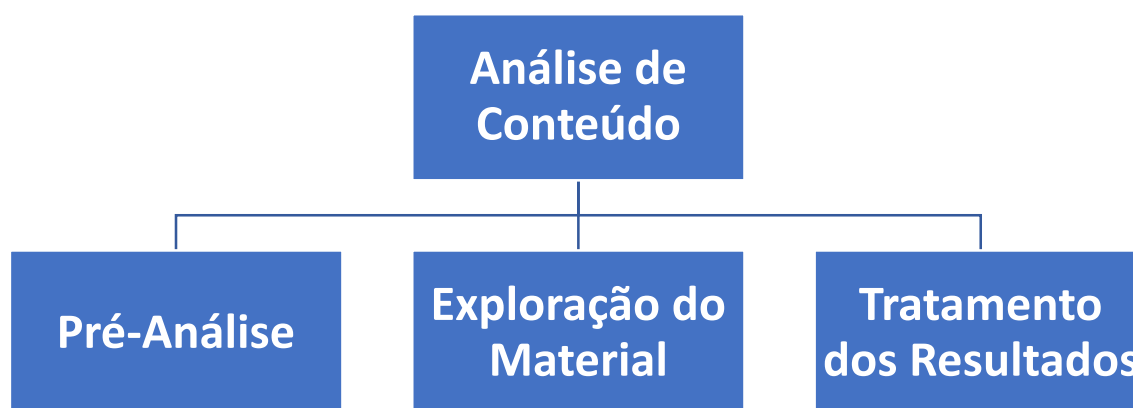 Análise de
Conteúdo
Pré-Análise
Exploração do
Material
Tratamento
dos Resultados